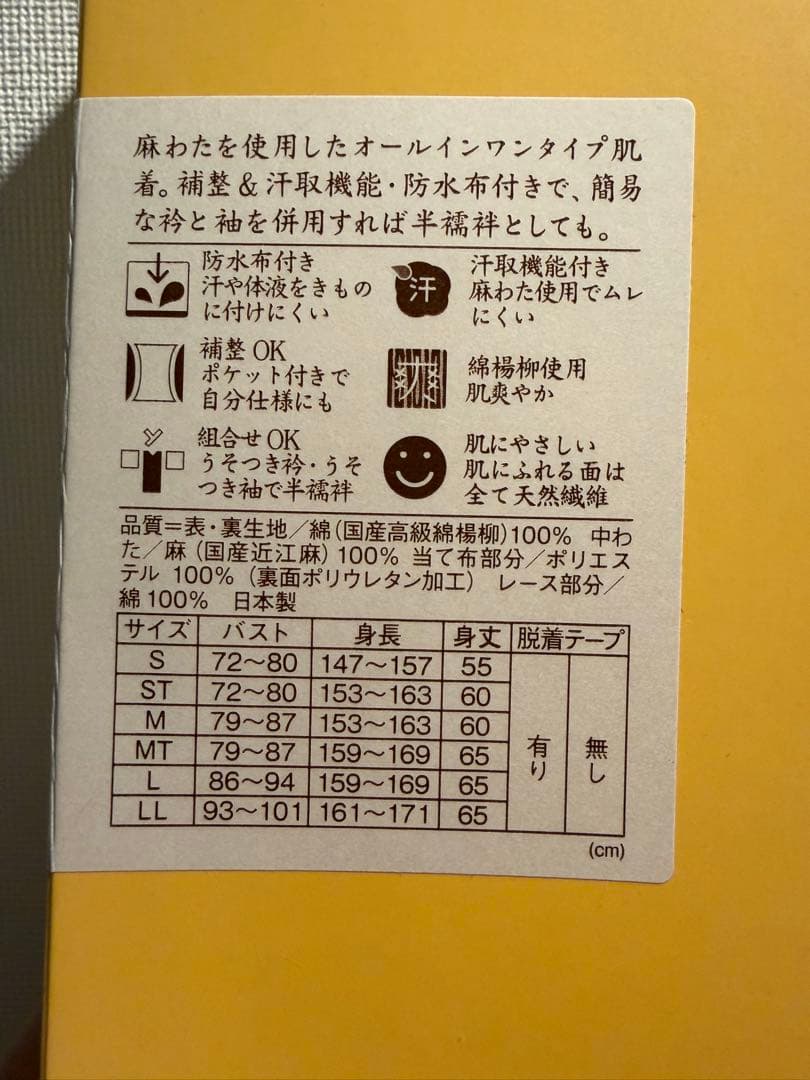 麻わたを使用したオールインワンタイプ肌
着。補整&汗取機能・防水布付きで、簡易
な衿と袖を併用すれば半襦袢としても。
防水布付き
汗や体液をきもの
に付けにくい
汗
汗取機能付き
麻わた使用でムレ
にくい
補整OK
ポケット付きで
自分仕様にも
綿楊柳使用
肌爽やか
組合せOK
うそつき衿・うそ
つき袖で半襦袢
肌にやさしい
肌にふれる面は
全て天然繊維
品質=表・裏生地/綿(国産高級綿楊柳)100% 中わ
た/麻(国産近江麻)100% 当て布部分/ポリエス
テル 100%(裏面ポリウレタン加工) レース部分/
綿100% 日本製
サイズ バスト 身長 身丈 脱着テープ
S 72〜80 147〜157 55
ST 72〜80 153〜163 60
M 79〜87 153〜163 60
MT 79〜87 159〜169 65
L 86〜94 159〜169 65
LL 93〜101 161〜171 65
有り
無し
(cm)